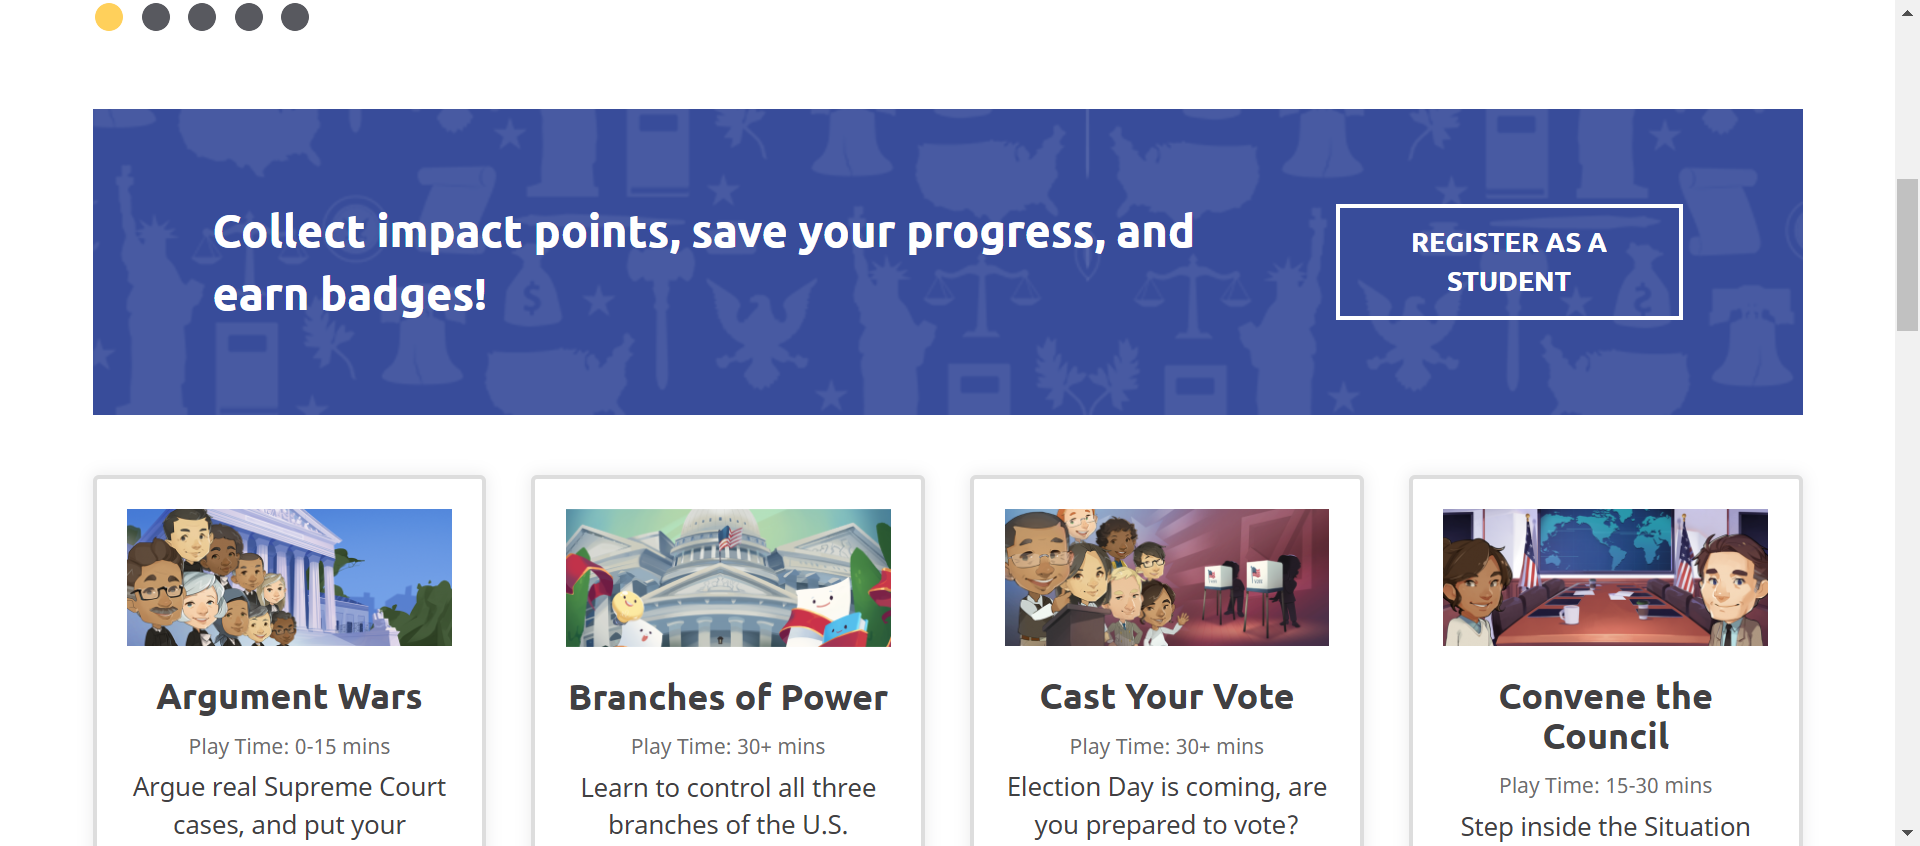 Collect impact points, save your progress, and
earn badges!
REGISTER AS A
STUDENT
Argument Wars
Play Time: 0-15 mins
Argue real Supreme Court
cases, and put your
Branches of Power
Play Time: 30+ mins
Learn to control all three
branches of the U.S.
Cast Your Vote
Play Time: 30+ mins
Election Day is coming, are
you prepared to vote?
Convene the
Council
Play Time: 15-30 mins
Step inside the Situation